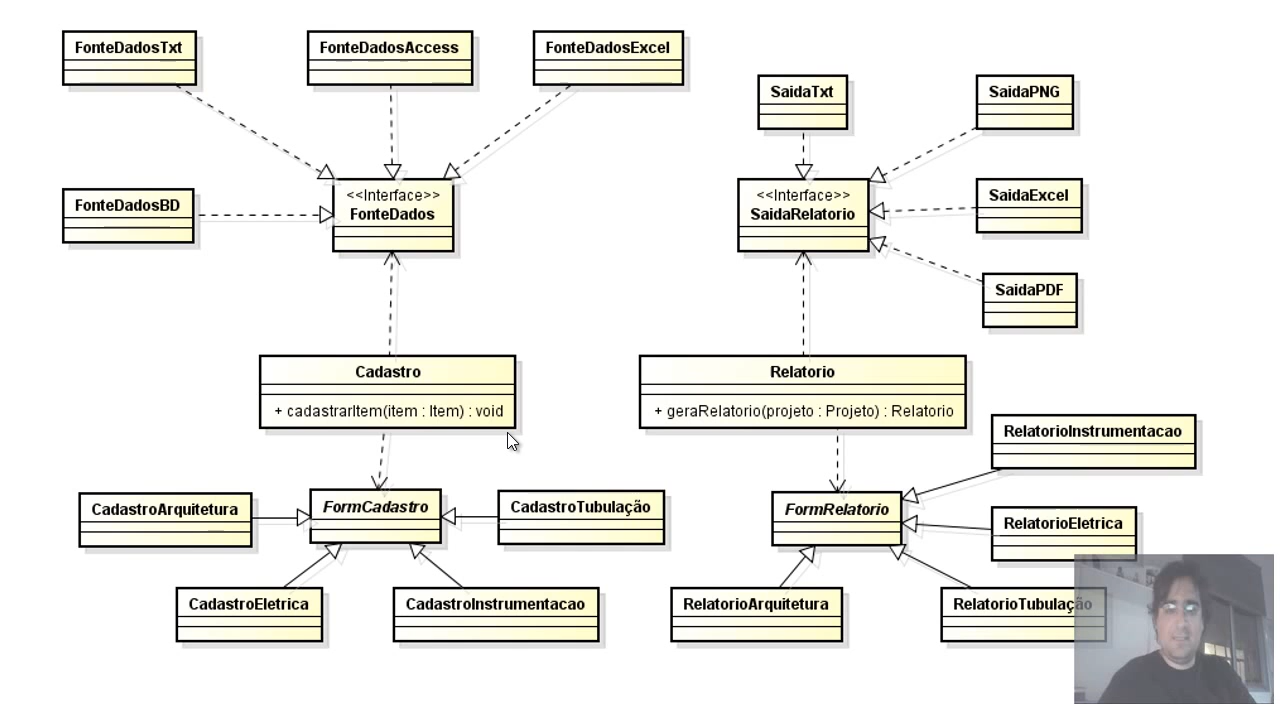 FonteDadosTxt
FonteDadosAccess
FonteDadosExcel
SaidaTxt
SaidaPNG
FonteDadosBD
<<Interface>>
FonteDados
<<Interface>>
SaidaRelatorio
SaidaExcel
SaidaPDF
Cadastro
+ cadastrarItem(item : Item) : void
Relatorio
+ geraRelatorio(projeto : Projeto) : Relatorio
RelatorioInstrumentacao
CadastroArquitetura
FormCadastro
CadastroTubulação
FormRelatorio
RelatorioEletrica
CadastroEletrica
CadastroInstrumentacao
RelatorioArquitetura
RelatorioTubulação